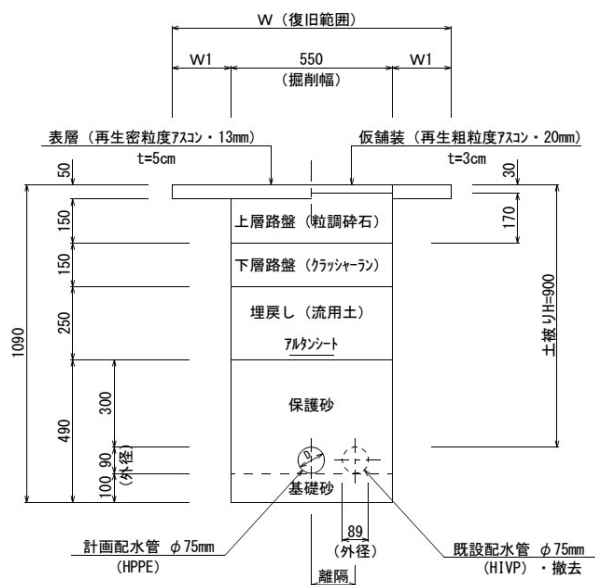 W（復旧範囲）
W1
550
W1
（掘削幅）
表層（再生密粒度ｱｽｺﾝ・13mm）
仮舗装（再生粗粒度ｱｽｺﾝ・20mm）
t=5cm
t=3cm
50
30
150
上層路盤（粒調砕石）
170
150
下層路盤（ｸﾗｯｼｬｰﾗﾝ）
250
埋戻し（流用土）
ｱﾙﾀﾝｼｰﾄ
土被りH=900
1090
490
300
保護砂
90
（外径）
D
100
基礎砂
計画配水管 φ75mm
（HPPE）
89
（外径）
既設配水管 φ75mm
（HIVP）・撤去
離隔